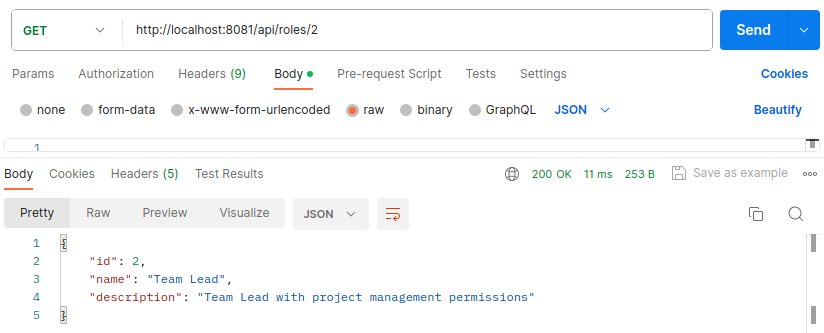 GET http://localhost:8081/api/roles/2 Send
Params Authorization Headers (9) Body Pre-request Script Tests Settings Cookies
none form-data x-www-form-urlencoded raw binary GraphQL JSON Beautify
1
Body Cookies Headers (5) Test Results 200 OK 11 ms 253 B Save as example
Pretty Raw Preview Visualize JSON
1 {
2 "id": 2,
3 "name": "Team Lead",
4 "description": "Team Lead with project management permissions"
5 }